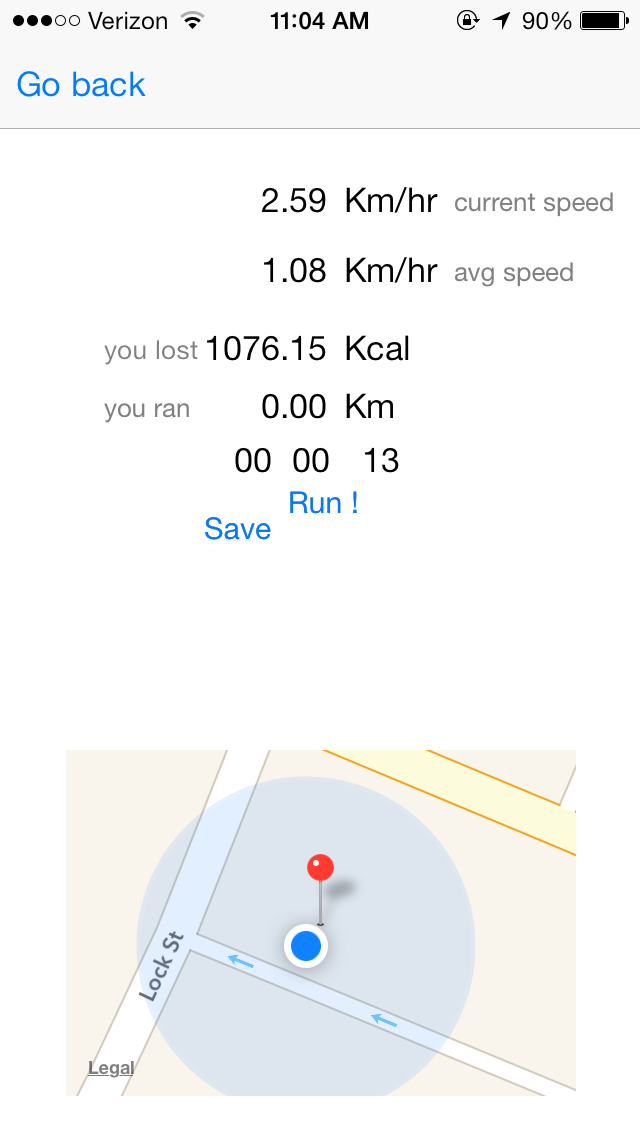 Verizon 11:04 AM 90%
Go back
2.59 Km/hr current speed
1.08 Km/hr avg speed
you lost 1076.15 Kcal
you ran 0.00 Km
00 00 13
Run !
Save
Lock St
Legal